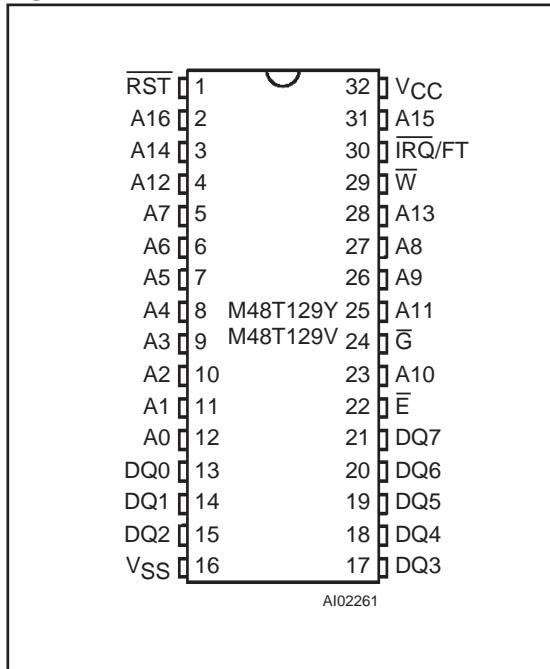 R̅S̅T̅ 1 32 VCC
A16 2 31 A15
A14 3 30 I̅R̅Q̅/FT
A12 4 29 W̅
A7 5 28 A13
A6 6 27 A8
A5 7 26 A9
A4 8 M48T129Y 25 A11
A3 9 M48T129V 24 G̅
A2 10 23 A10
A1 11 22 E̅
A0 12 21 DQ7
DQ0 13 20 DQ6
DQ1 14 19 DQ5
DQ2 15 18 DQ4
VSS 16 17 DQ3
AI02261